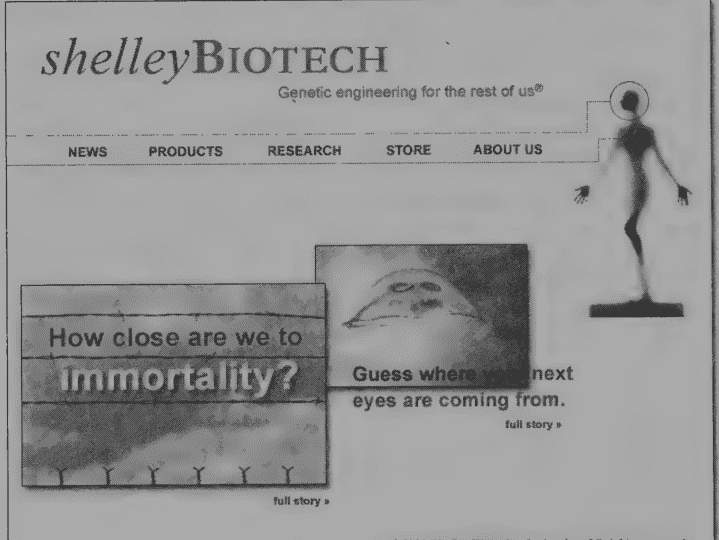 shelleyBIOTECH
Genetic engineering for the rest of us®
NEWS PRODUCTS RESEARCH STORE ABOUT US
How close are we to
immortality?
full story »
Guess where your next
eyes are coming from.
full story »